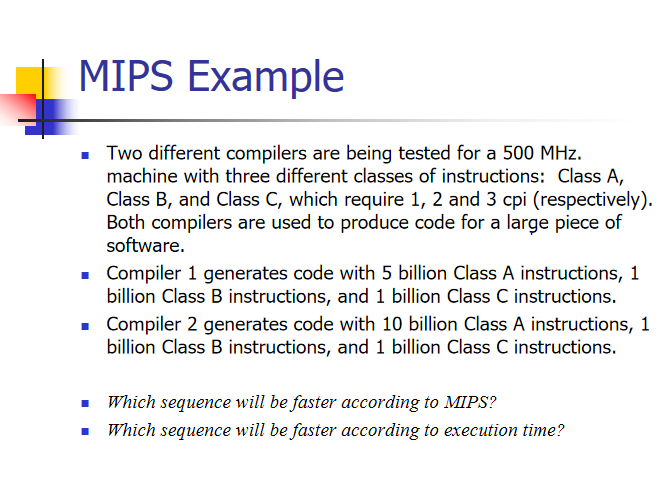 MIPS Example
Two different compilers are being tested for a 500 MHz.
machine with three different classes of instructions: Class A,
Class B, and Class C, which require 1, 2 and 3 cpi (respectively).
Both compilers are used to produce code for a large piece of
software.
Compiler 1 generates code with 5 billion Class A instructions, 1
billion Class B instructions, and 1 billion Class C instructions.
Compiler 2 generates code with 10 billion Class A instructions, 1
billion Class B instructions, and 1 billion Class C instructions.
Which sequence will be faster according to MIPS?
Which sequence will be faster according to execution time?